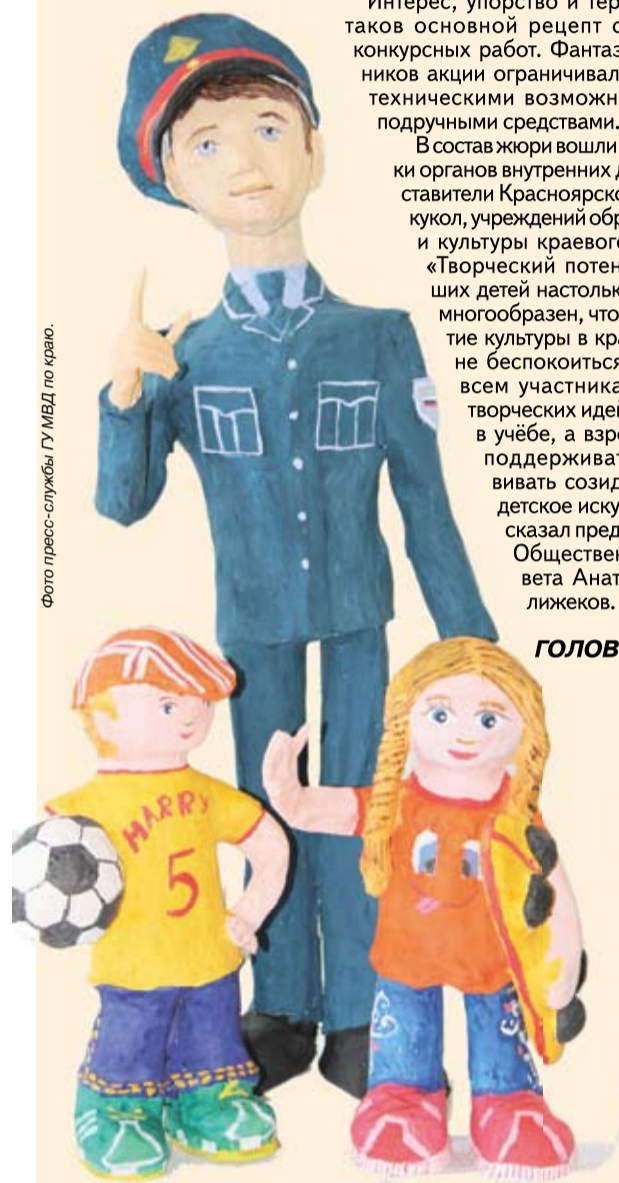 Интерес, упорство и тер
таков основной рецепт с
конкурсных работ. Фантаз
ников акции ограничивал
техническими возможн
подручными средствами.
В состав жюри вошли
ки органов внутренних д
ставители Красноярско
кукол, учреждений обр
и культуры краевого
«Творческий потен
ших детей настольк
многообразен, что
тие культуры в кра
не беспокоиться
всем участника
творческих идей
в учёбе, а взро
поддерживат
вивать созид
детское иску
сказал пред
Обществен
вета Анат
лижеков.
ГОЛОВ
Фото пресс-службы ГУ МВД по краю.
HARRY
5